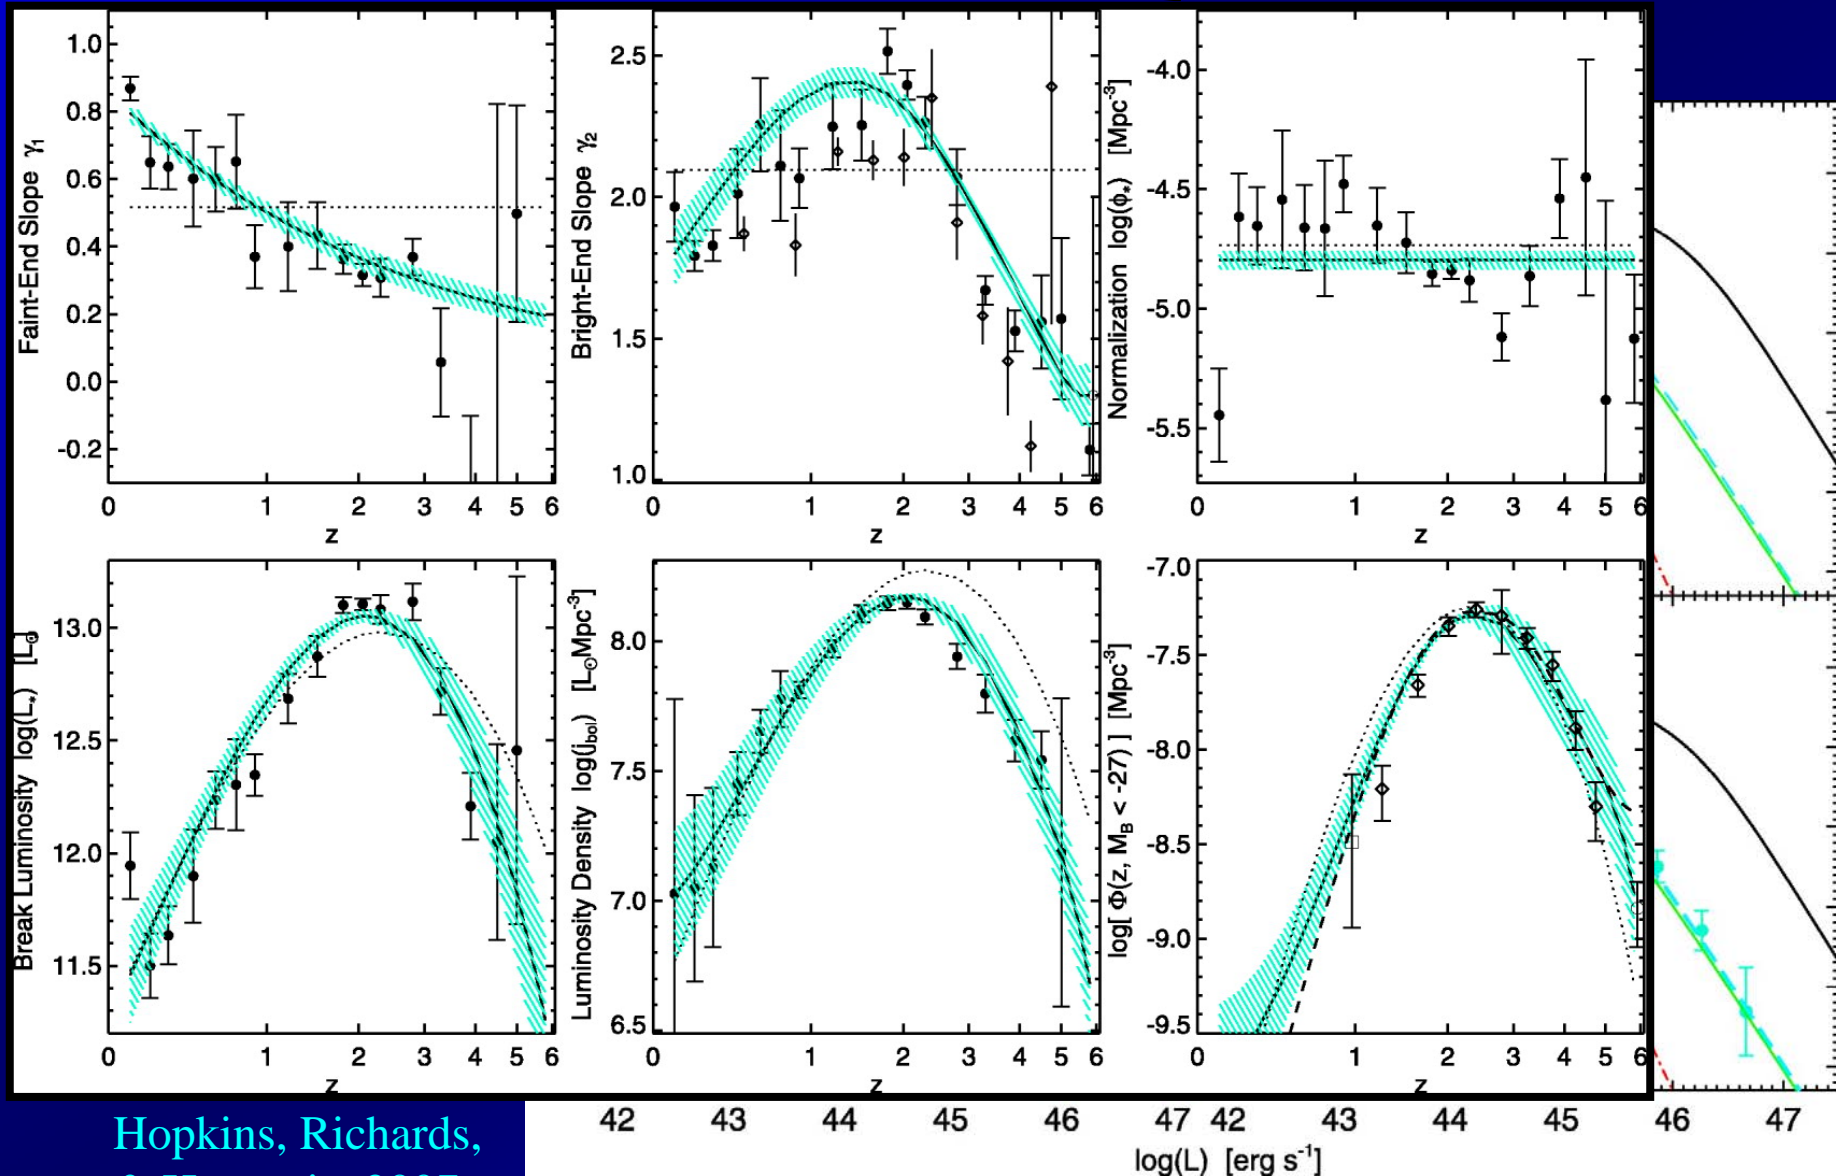 Faint-End Slope γ₁
1.0
0.8
0.6
0.4
0.2
0.0
-0.2
0 1 2 3 4 5 6
z
Bright-End Slope γ₂
2.5
2.0
1.5
1.0
0 1 2 3 4 5 6
z
Normalization log(φ*) [Mpc⁻³]
-4.0
-4.5
-5.0
-5.5
0 1 2 3 4 5 6
z
Break Luminosity log(L*) [L⊙]
13.0
12.5
12.0
11.5
0 1 2 3 4 5 6
z
Luminosity Density log(jbol) [L⊙Mpc⁻³]
8.0
7.5
7.0
6.5
0 1 2 3 4 5 6
z
log[ Φ(z, M_B < -27) ] [Mpc⁻³]
-7.0
-7.5
-8.0
-8.5
-9.0
-9.5
0 1 2 3 4 5 6
z
42 43 44 45 46 47 42 43 44 45 46 47
log(L) [erg s⁻¹]
Hopkins, Richards,